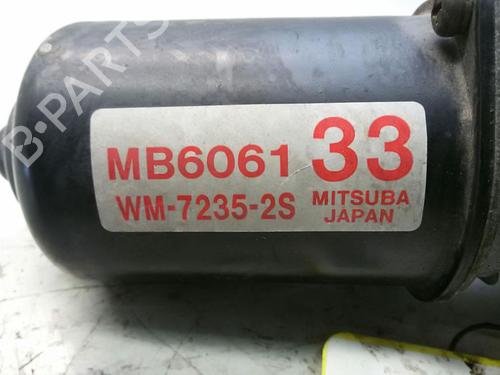 B-PARTS
MB6061 33
WM-7235-2S MITSUBA
JAPAN